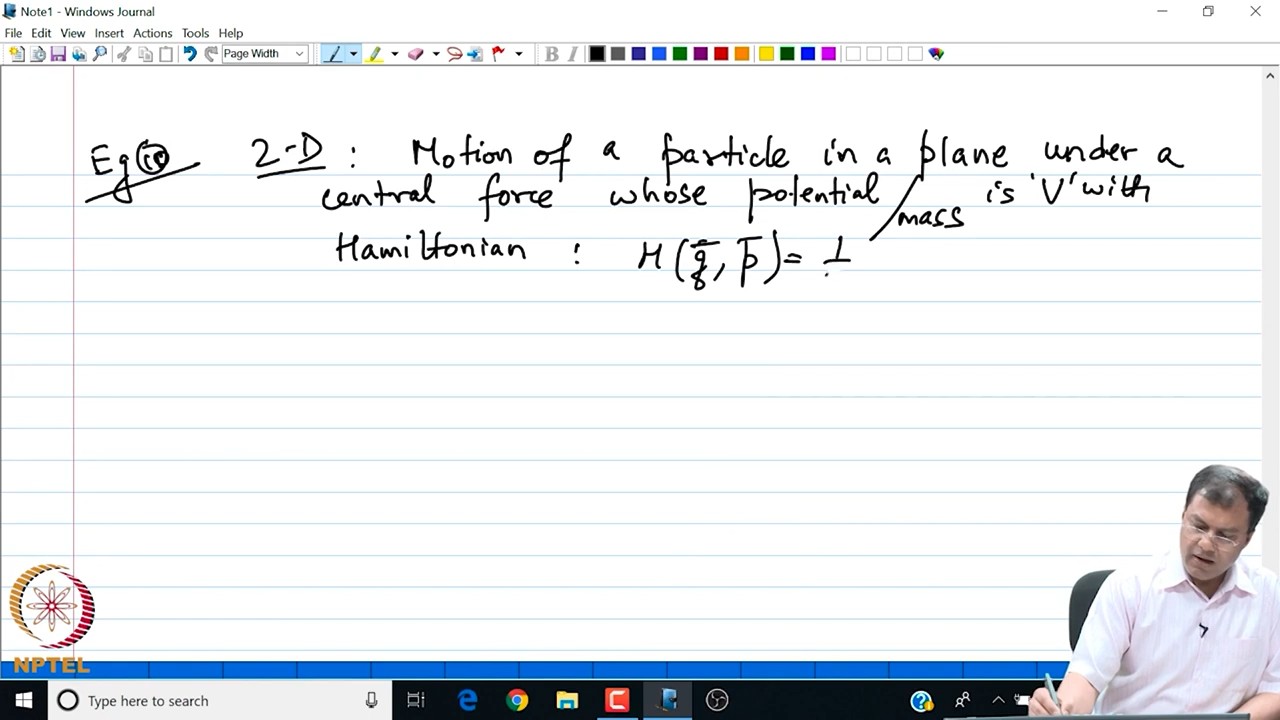 Note1 - Windows Journal
File Edit View Insert Actions Tools Help
Page Width
B I
Eg
2-D : Motion of a particle in a plane under a
central force whose potential is 'V' with
mass
Hamiltonian : H(q̄, p̄) = 1
NPTEL
Type here to search